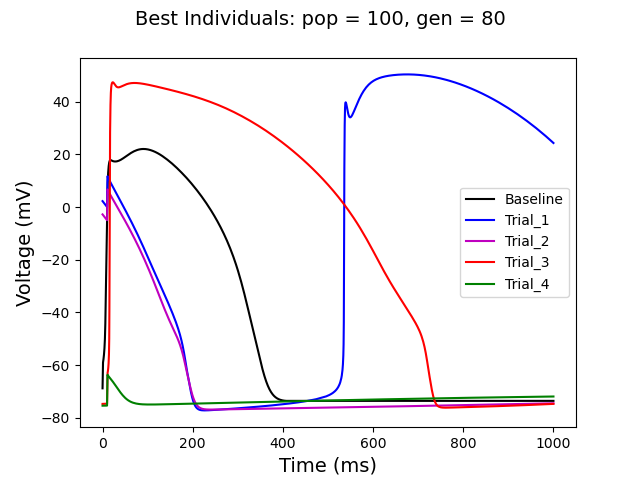 Best Individuals: pop = 100, gen = 80
Voltage (mV)
40
20
0
−20
−40
−60
−80
Baseline
Trial_1
Trial_2
Trial_3
Trial_4
0 200 400 600 800 1000
Time (ms)